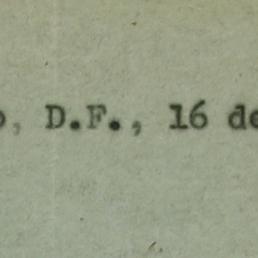 o, D.F., 16 de